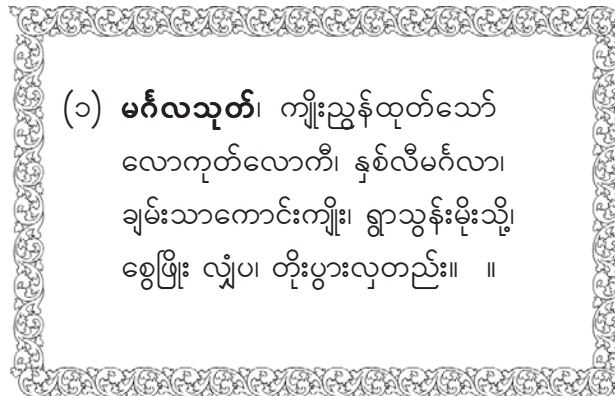 (၁) မင်္ဂလသုတ်၊ ကျိုးညွှန်ထုတ်သော်
လောကုတ်လောကီ၊ နှစ်လီမင်္ဂလာ၊
ချမ်းသာကောင်းကျိုး၊ ရွာသွန်းမိုးသို့၊
စွေဖြိုး လျှံပ၊ တိုးပွားလှတည်း။ ။